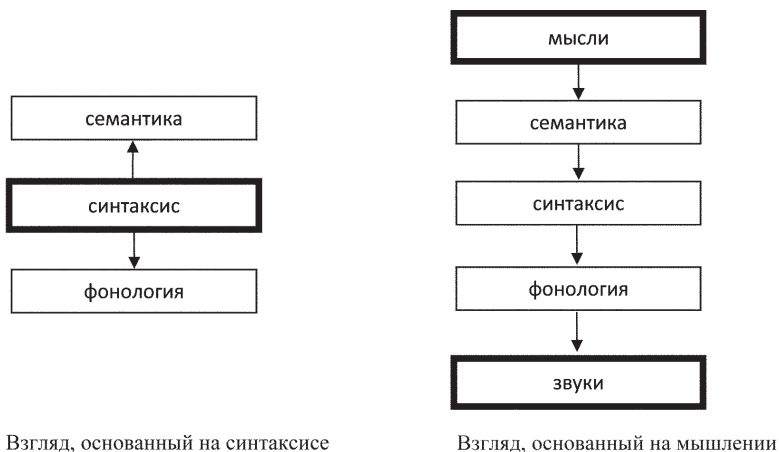 семантика
синтаксис
фонология
Взгляд, основанный на синтаксисе
мысли
семантика
синтаксис
фонология
звуки
Взгляд, основанный на мышлении